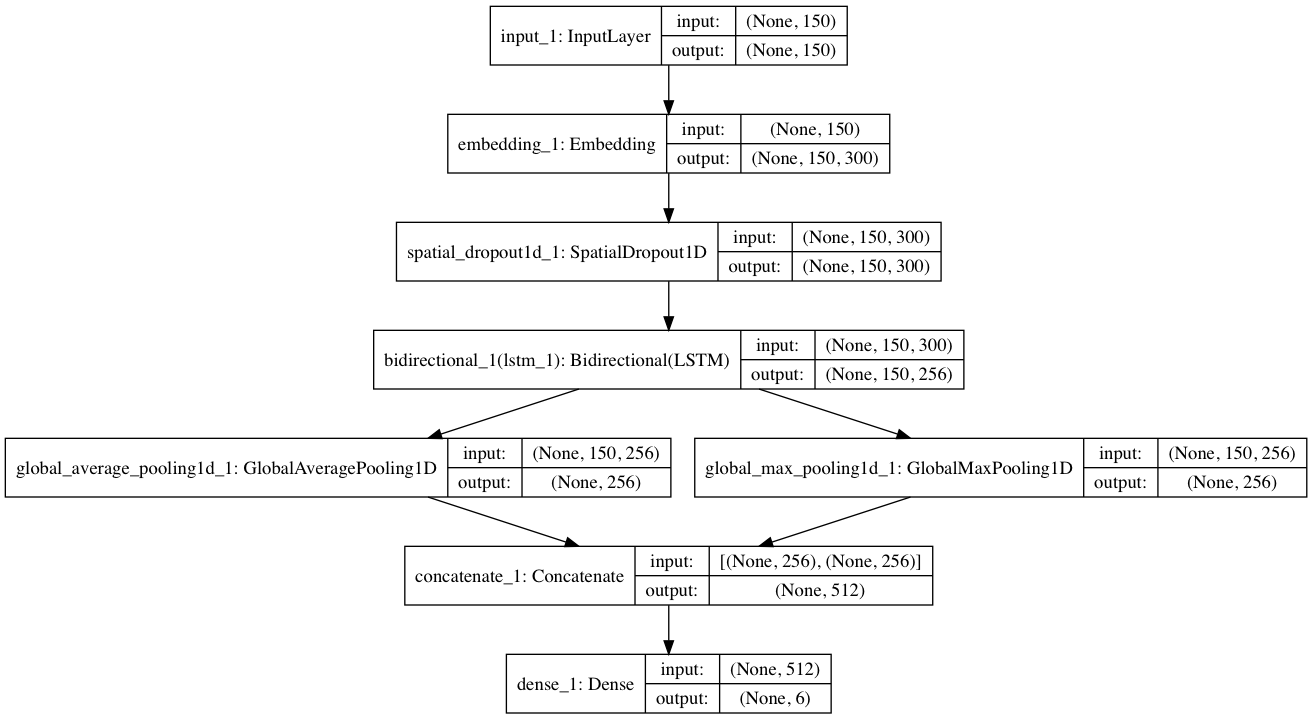 input_1: InputLayer
input: (None, 150)
output: (None, 150)
embedding_1: Embedding
input: (None, 150)
output: (None, 150, 300)
spatial_dropout1d_1: SpatialDropout1D
input: (None, 150, 300)
output: (None, 150, 300)
bidirectional_1(lstm_1): Bidirectional(LSTM)
input: (None, 150, 300)
output: (None, 150, 256)
global_average_pooling1d_1: GlobalAveragePooling1D
input: (None, 150, 256)
output: (None, 256)
global_max_pooling1d_1: GlobalMaxPooling1D
input: (None, 150, 256)
output: (None, 256)
concatenate_1: Concatenate
input: [(None, 256), (None, 256)]
output: (None, 512)
dense_1: Dense
input: (None, 512)
output: (None, 6)